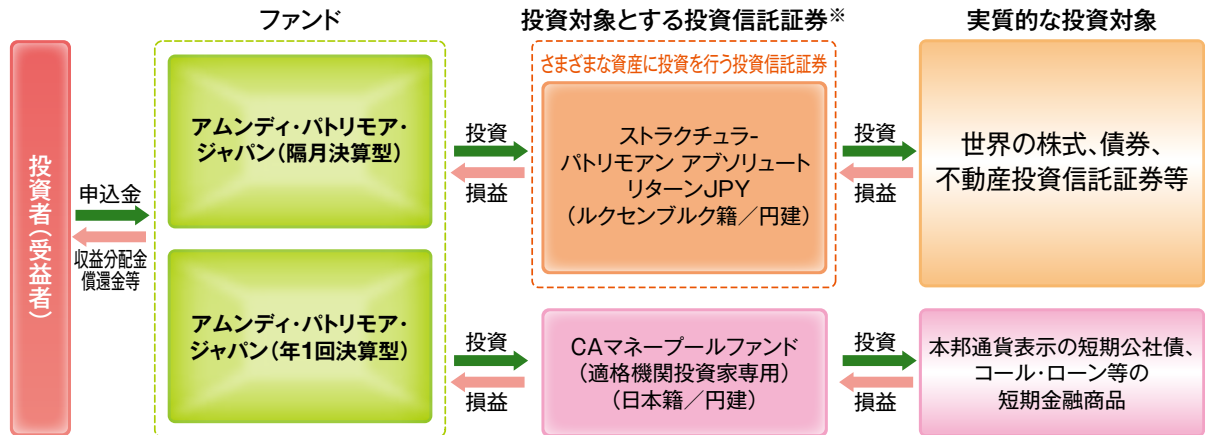 ファンド
投資対象とする投資信託証券※
実質的な投資対象
投資者(受益者)
申込金
収益分配金
償還金等
アムンディ・パトリモア・
ジャパン(隔月決算型)
投資
損益
さまざまな資産に投資を行う投資信託証券
ストラクチュラ-
パトリモアン アブソリュート
リターンJPY
(ルクセンブルク籍/円建)
投資
損益
世界の株式、債券、
不動産投資信託証券等
アムンディ・パトリモア・
ジャパン(年1回決算型)
投資
損益
CAマネープールファンド
(適格機関投資家専用)
(日本籍/円建)
投資
損益
本邦通貨表示の短期公社債、
コール・ローン等の
短期金融商品